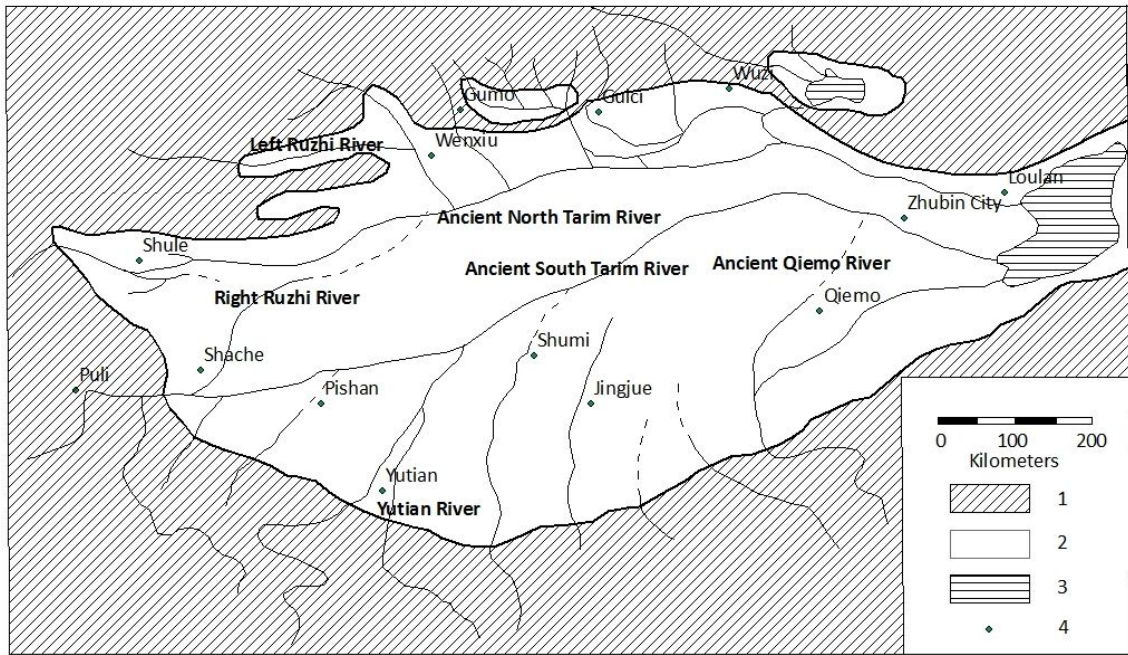 Wuzi
Gumo
Guici
Left Ruzhi River
Wenxiu
Loulan
Zhubin City
Ancient North Tarim River
Shule
Ancient South Tarim River
Ancient Qiemo River
Right Ruzhi River
Qiemo
Shache
Shumi
Puli
Pishan
Jingjue
Yutian
Yutian River
0 100 200
Kilometers
1
2
3
4